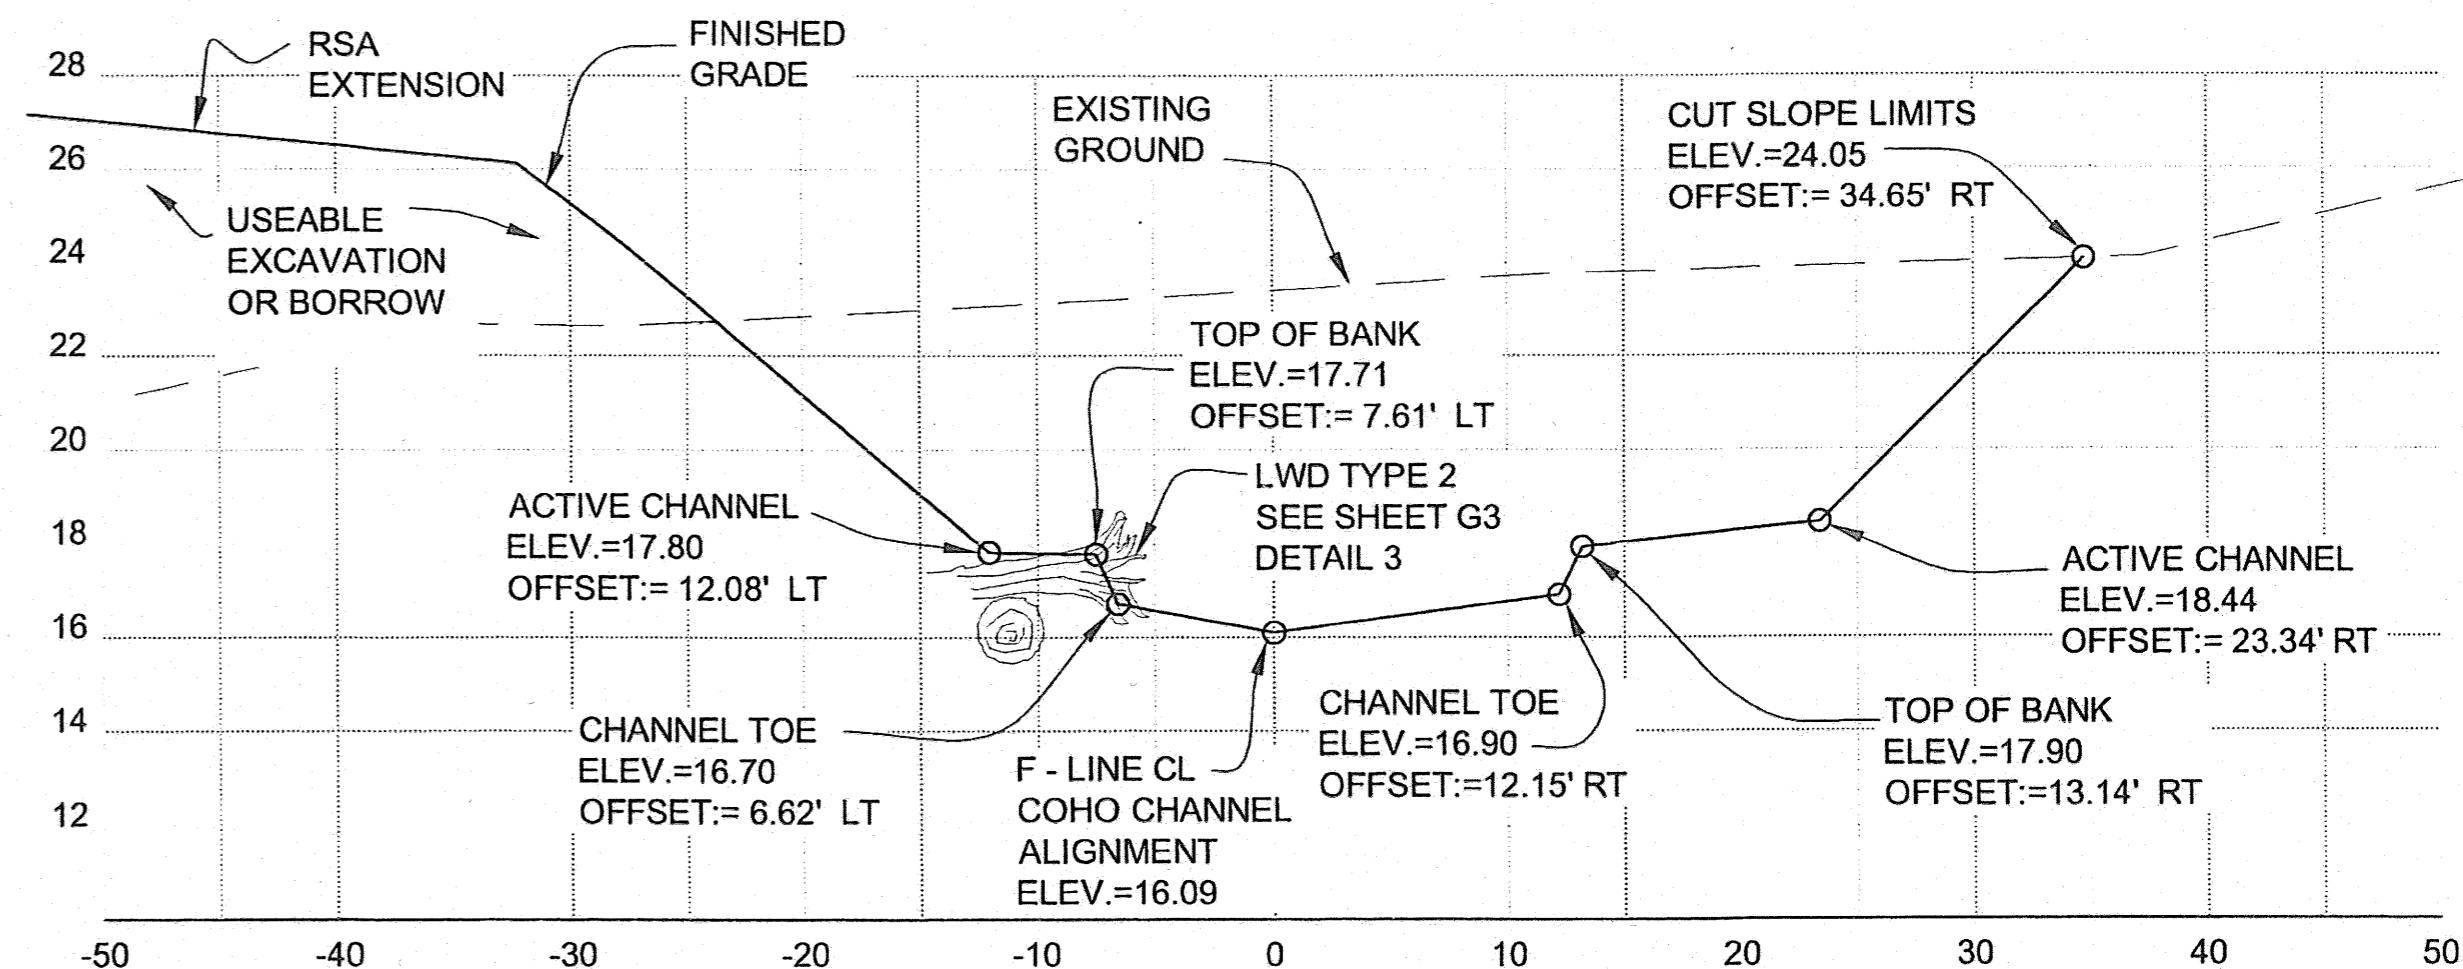 RSA
EXTENSION
FINISHED
GRADE
EXISTING
GROUND
CUT SLOPE LIMITS
ELEV.=24.05
OFFSET:= 34.65' RT
28
26
24
22
20
18
16
14
12
USEABLE
EXCAVATION
OR BORROW
TOP OF BANK
ELEV.=17.71
OFFSET:= 7.61' LT
LWD TYPE 2
SEE SHEET G3
DETAIL 3
ACTIVE CHANNEL
ELEV.=17.80
OFFSET:= 12.08' LT
ACTIVE CHANNEL
ELEV.=18.44
OFFSET:= 23.34' RT
CHANNEL TOE
ELEV.=16.70
OFFSET:= 6.62' LT
F - LINE CL
COHO CHANNEL
ALIGNMENT
ELEV.=16.09
CHANNEL TOE
ELEV.=16.90
OFFSET:=12.15' RT
TOP OF BANK
ELEV.=17.90
OFFSET:=13.14' RT
-50 -40 -30 -20 -10 0 10 20 30 40 50